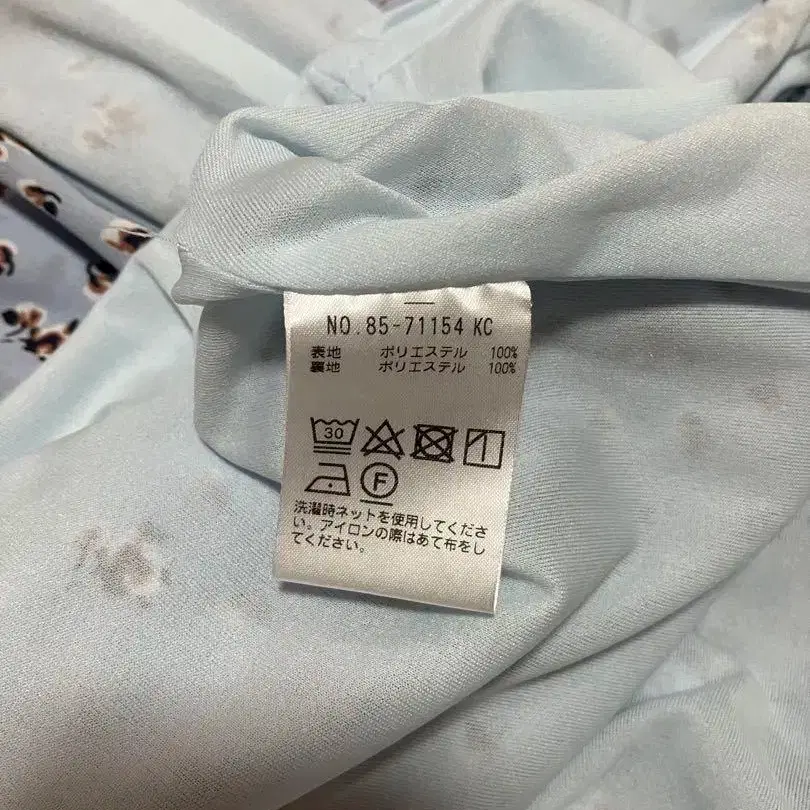 NO.85-71154 KC
表地 ポリエステル 100%
裏地 ポリエステル 100%
30
F
洗濯時ネットを使用してくださ
い。アイロンの際はあて布をし
てください。